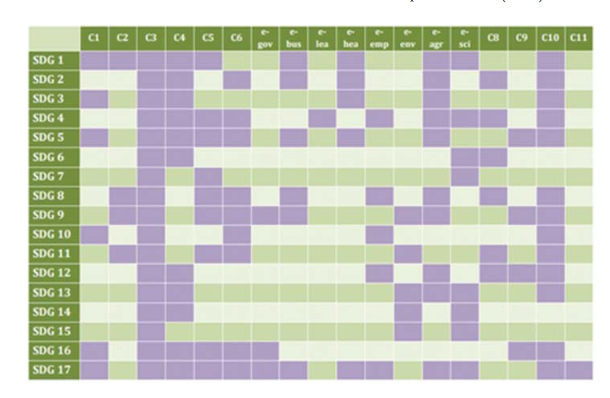 C1 C2 C3 C4 C5 C6 e-gov e-bus e-lea e-hea e-emp e-env e-agr e-sci C8 C9 C10 C11
SDG 1
SDG 2
SDG 3
SDG 4
SDG 5
SDG 6
SDG 7
SDG 8
SDG 9
SDG 10
SDG 11
SDG 12
SDG 13
SDG 14
SDG 15
SDG 16
SDG 17